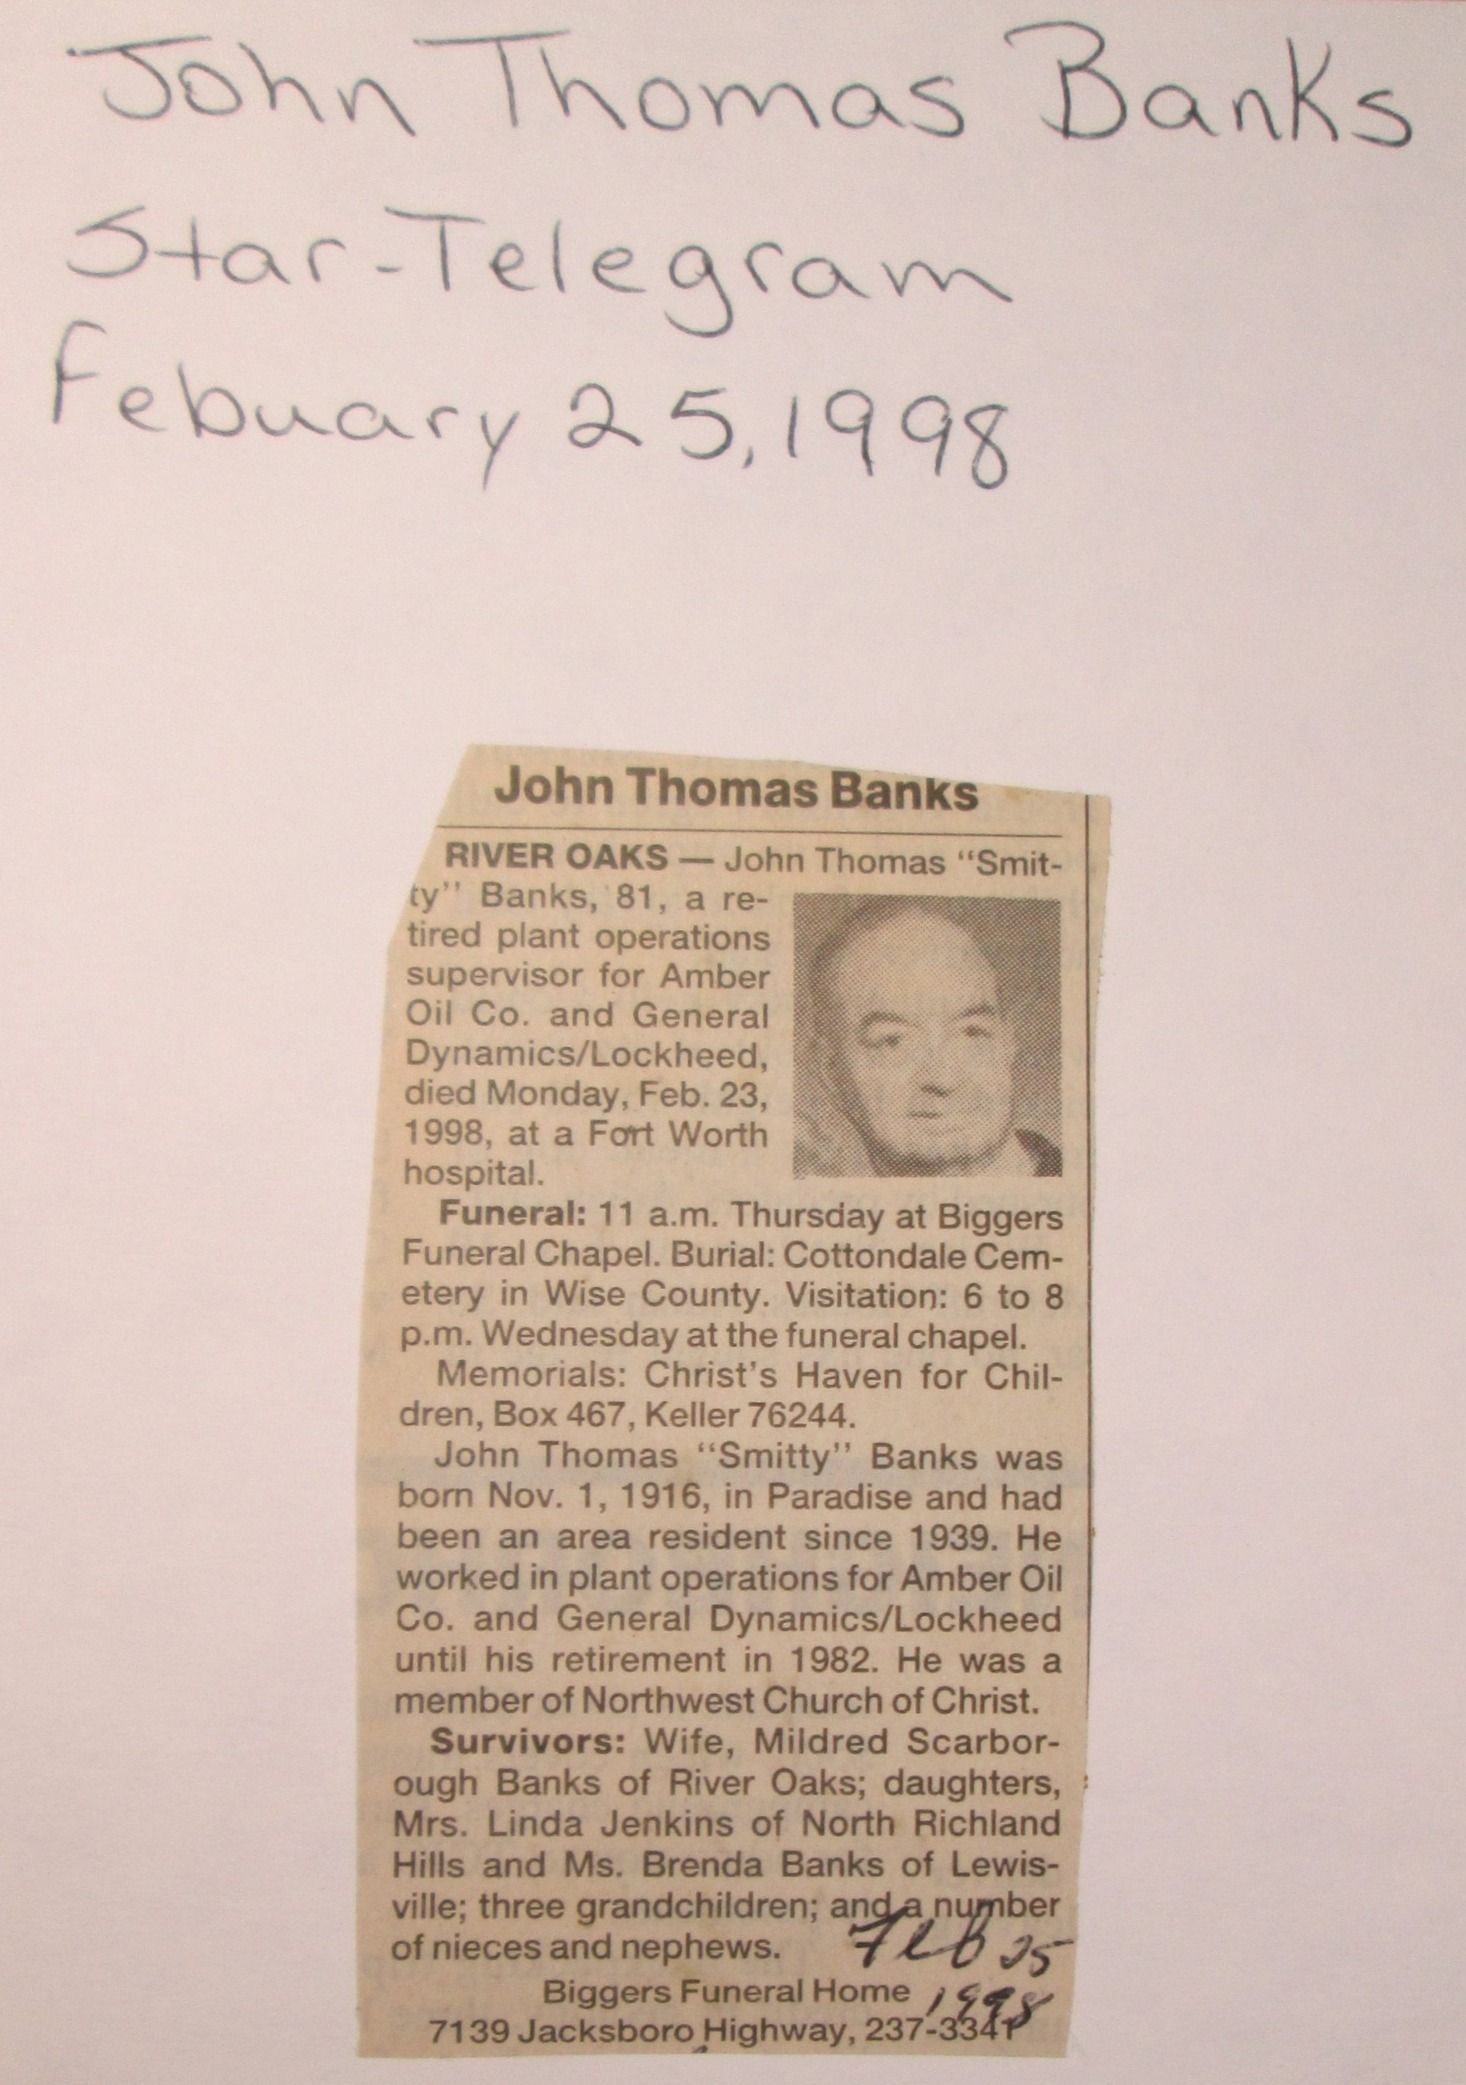 John Thomas Banks
Star-Telegram
Febuary 25, 1998
John Thomas Banks
RIVER OAKS — John Thomas “Smit-
ty” Banks, 81, a re-
tired plant operations
supervisor for Amber
Oil Co. and General
Dynamics/Lockheed,
died Monday, Feb. 23,
1998, at a Fort Worth
hospital.
Funeral: 11 a.m. Thursday at Biggers
Funeral Chapel. Burial: Cottondale Cem-
etery in Wise County. Visitation: 6 to 8
p.m. Wednesday at the funeral chapel.
Memorials: Christ's Haven for Chil-
dren, Box 467, Keller 76244.
John Thomas “Smitty” Banks was
born Nov. 1, 1916, in Paradise and had
been an area resident since 1939. He
worked in plant operations for Amber Oil
Co. and General Dynamics/Lockheed
until his retirement in 1982. He was a
member of Northwest Church of Christ.
Survivors: Wife, Mildred Scarbor-
ough Banks of River Oaks; daughters,
Mrs. Linda Jenkins of North Richland
Hills and Ms. Brenda Banks of Lewis-
ville; three grandchildren; and a number
of nieces and nephews.
Feb 25
1998
Biggers Funeral Home
7139 Jacksboro Highway, 237-3341